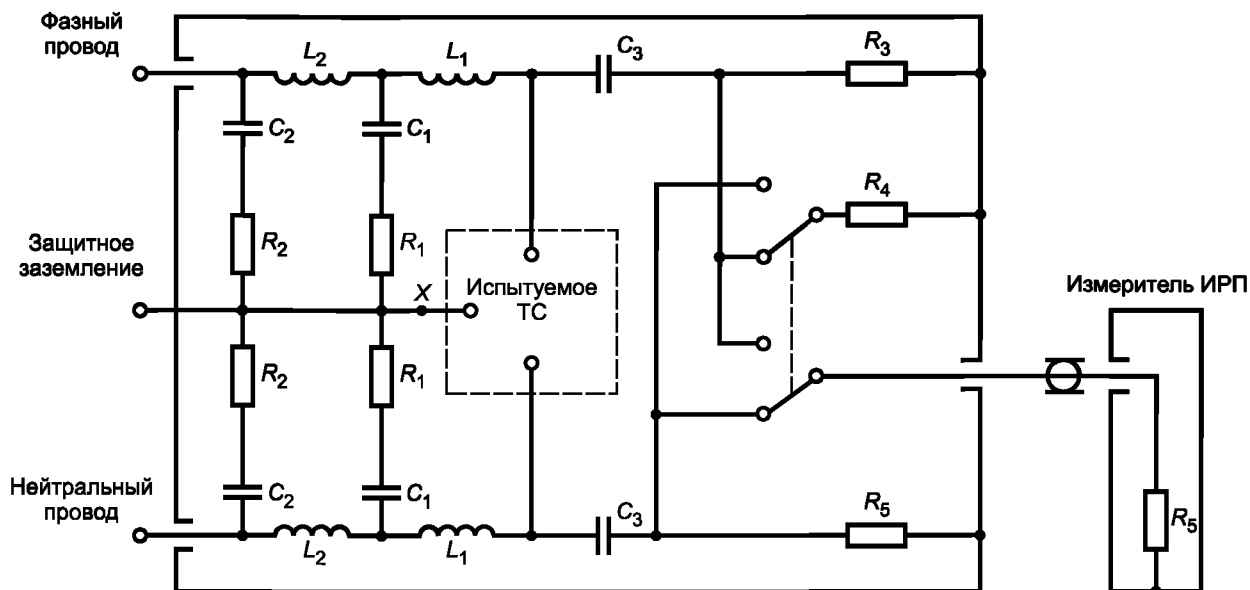 Фазный
провод
L2
L1
C3
R3
C2
C1
R4
Защитное
заземление
R2
R1
X
Испытуемое
ТС
Измеритель ИРП
R2
R1
Нейтральный
провод
C2
C1
C3
R5
R5
L2
L1